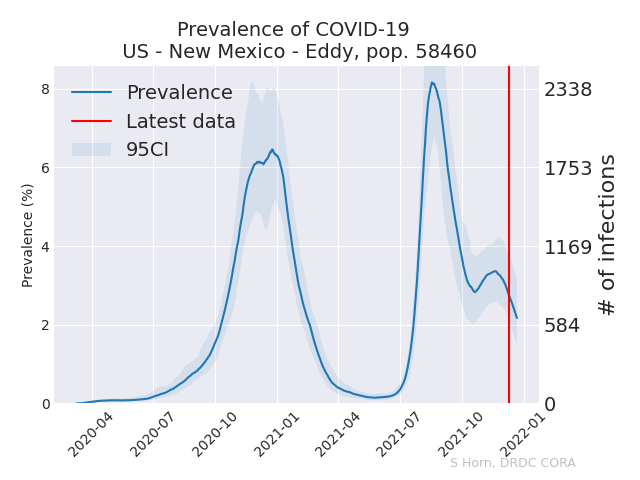 Prevalence of COVID-19
US - New Mexico - Eddy, pop. 58460
Prevalence
Latest data
95CI
Prevalence (%)
8
6
4
2
0
2338
1753
1169
584
0
# of infections
2020-04
2020-07
2020-10
2021-01
2021-04
2021-07
2021-10
2022-01
S Horn, DRDC CORA